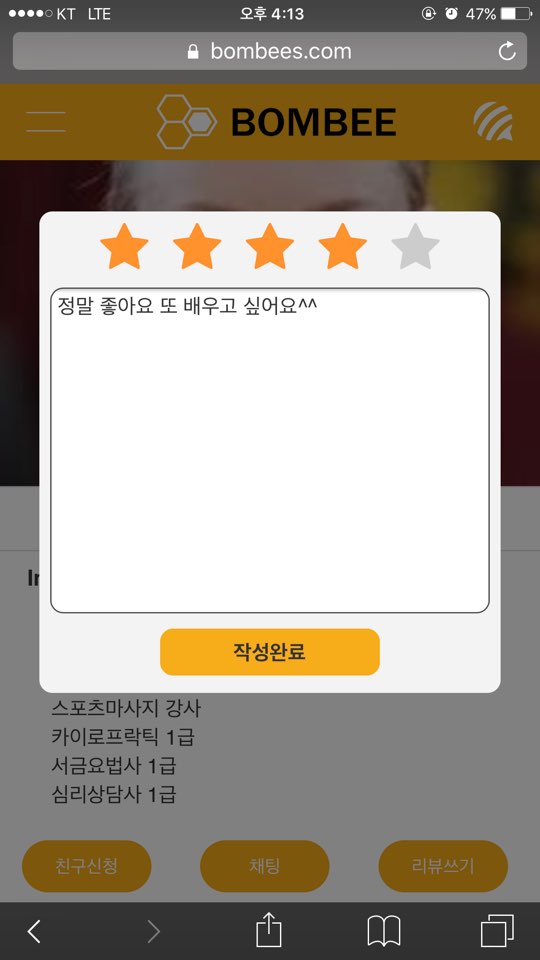 KT LTE 오후 4:13 47%
bombees.com
BOMBEE
정말 좋아요 또 배우고 싶어요^^
작성완료
스포츠마사지 강사
카이로프락틱 1급
서금요법사 1급
심리상담사 1급
친구신청 채팅 리뷰쓰기